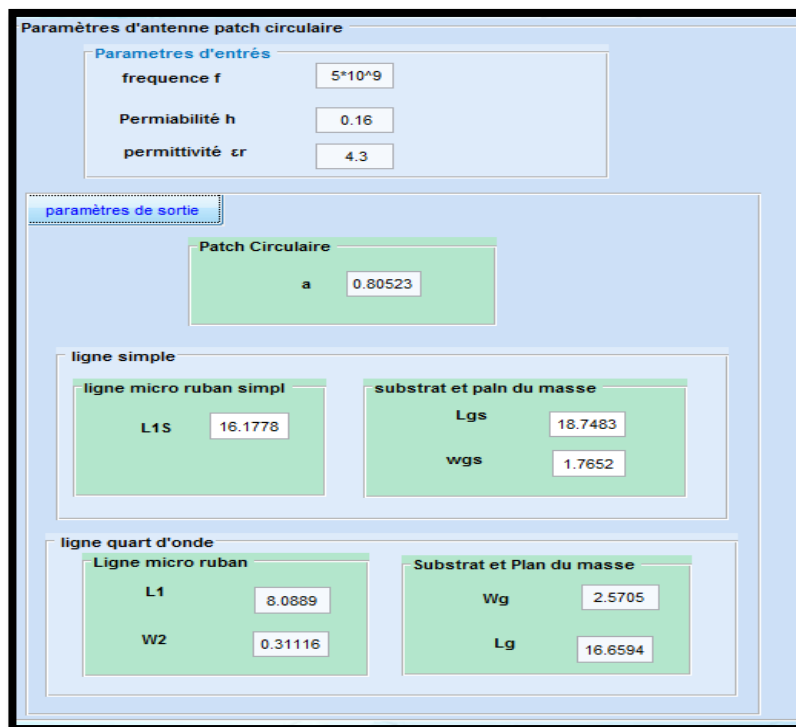 Paramètres d'antenne patch circulaire
Parametres d'entrés
frequence f 5*10^9
Permiabilité h 0.16
permittivité εr 4.3
paramètres de sortie
Patch Circulaire
a 0.80523
ligne simple
ligne micro ruban simpl
L1S 16.1778
substrat et paln du masse
Lgs 18.7483
wgs 1.7652
ligne quart d'onde
Ligne micro ruban
L1 8.0889
W2 0.31116
Substrat et Plan du masse
Wg 2.5705
Lg 16.6594